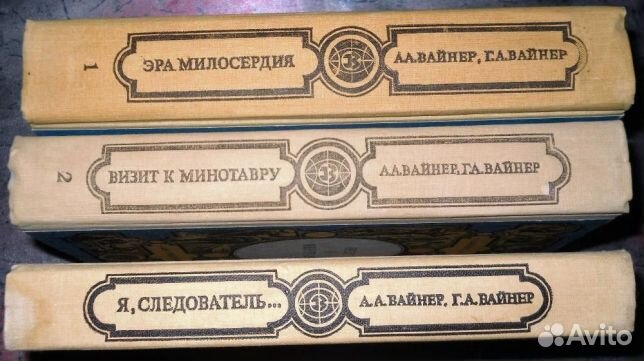 1 ЭРА МИЛОСЕРДИЯ З А.А.ВАЙНЕР, Г.А.ВАЙНЕР
2 ВИЗИТ К МИНОТАВРУ З А.А.ВАЙНЕР, Г.А.ВАЙНЕР
Я, СЛЕДОВАТЕЛЬ... З А.А.ВАЙНЕР, Г.А.ВАЙНЕР
Avito